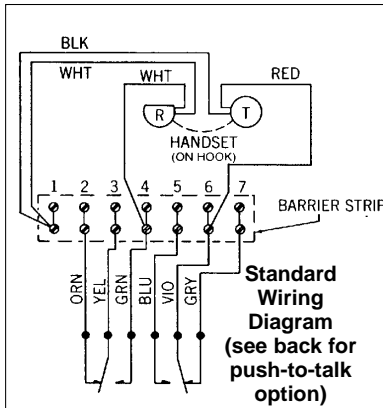 BLK
WHT
WHT
RED
R
T
HANDSET
(ON HOOK)
1 2 3 4 5 6 7
BARRIER STRIP
ORN
YEL
GRN
BLU
VIO
GRY
Standard
Wiring
Diagram
(see back for
push-to-talk
option)